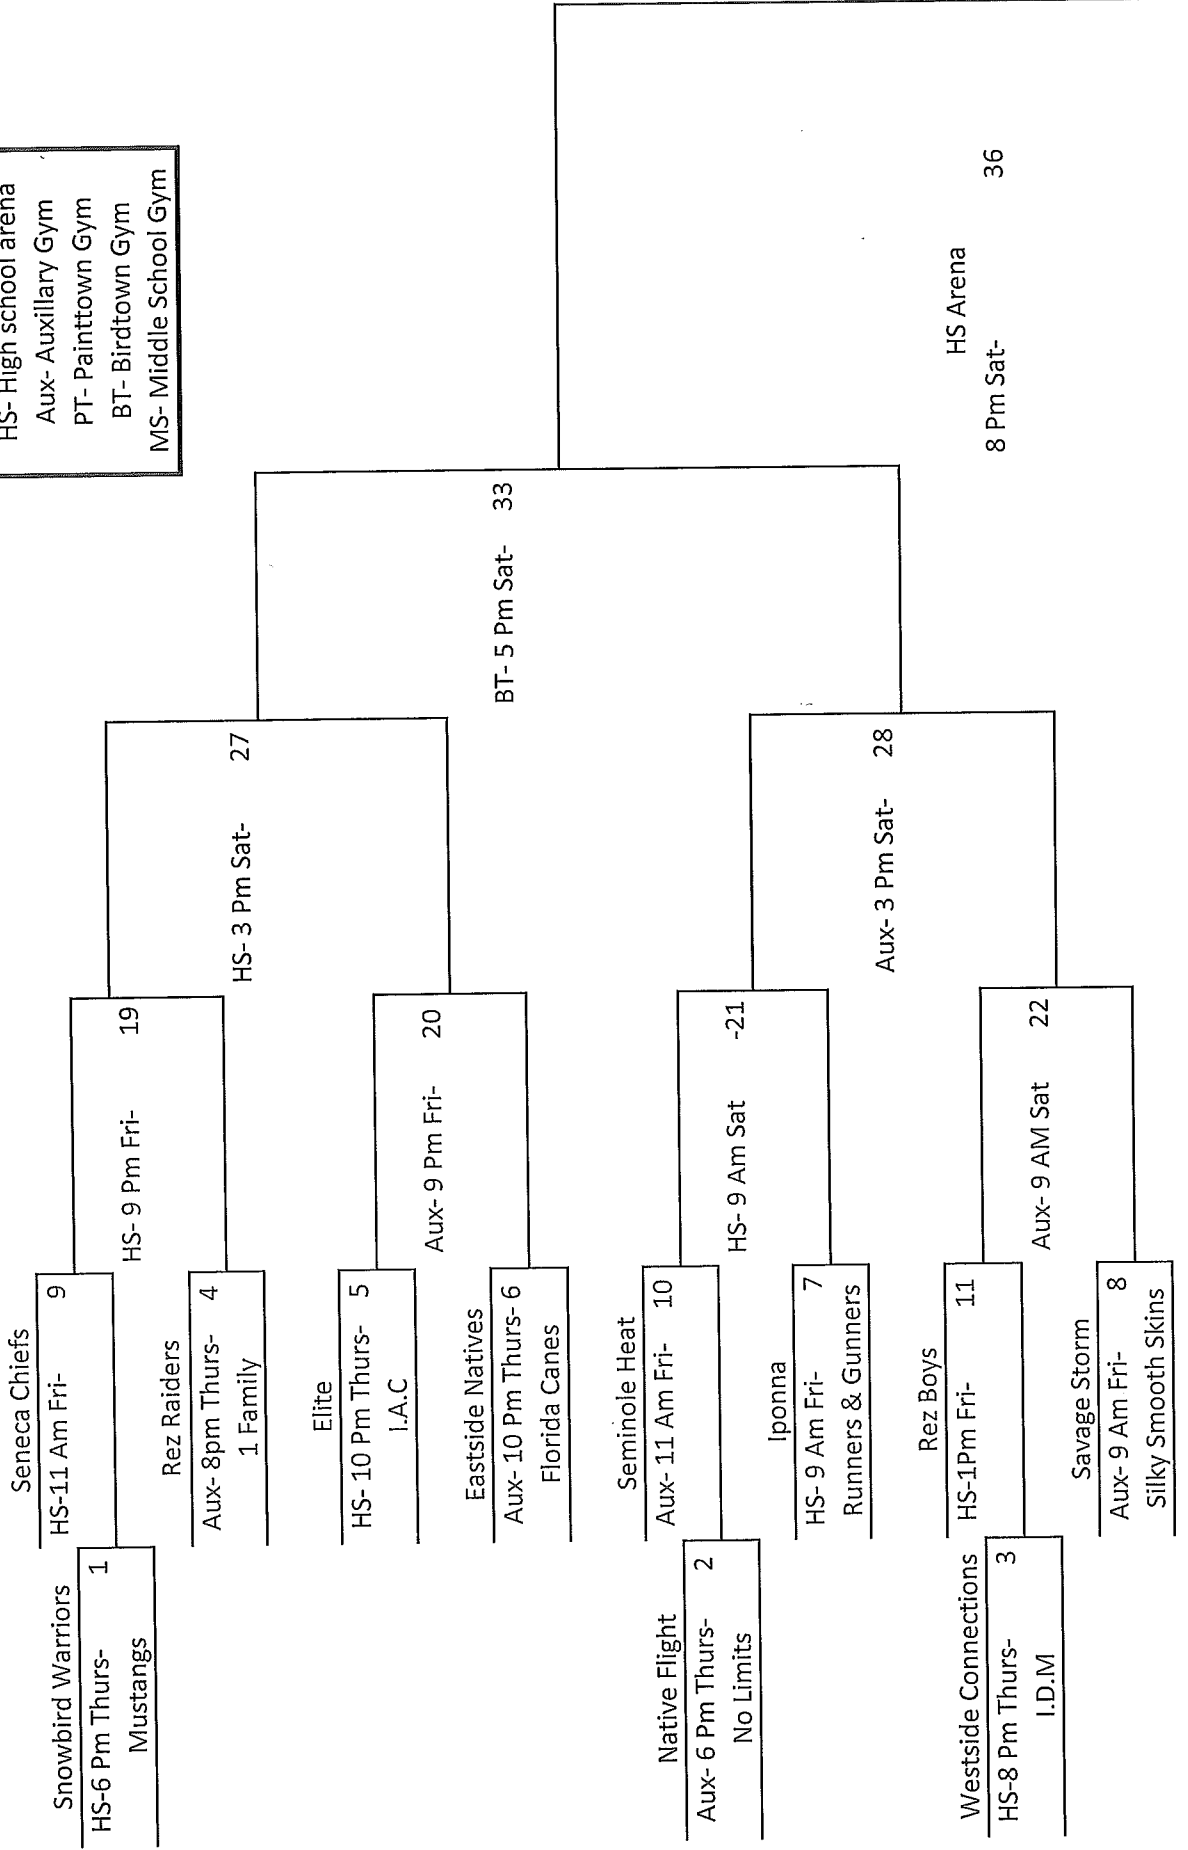 HS- High school arena
Aux- Auxillary Gym
PT- Painttown Gym
BT- Birdtown Gym
MS- Middle School Gym
Seneca Chiefs
HS-11 Am Fri- 9
Snowbird Warriors
HS-6 Pm Thurs- 1
Mustangs
HS- 9 Pm Fri- 19
Rez Raiders
Aux- 8pm Thurs- 4
1 Family
HS- 3 Pm Sat- 27
Elite
HS- 10 Pm Thurs- 5
I.A.C
Aux- 9 Pm Fri- 20
Eastside Natives
Aux- 10 Pm Thurs- 6
Florida Canes
BT- 5 Pm Sat- 33
Seminole Heat
Aux- 11 Am Fri- 10
Native Flight
Aux- 6 Pm Thurs- 2
No Limits
HS- 9 Am Sat -21
Iponna
HS- 9 Am Fri- 7
Runners & Gunners
Aux- 3 Pm Sat- 28
Rez Boys
HS-1Pm Fri- 11
Westside Connections
HS-8 Pm Thurs- 3
I.D.M
Aux- 9 AM Sat 22
Savage Storm
Aux- 9 Am Fri- 8
Silky Smooth Skins
HS Arena
8 Pm Sat- 36